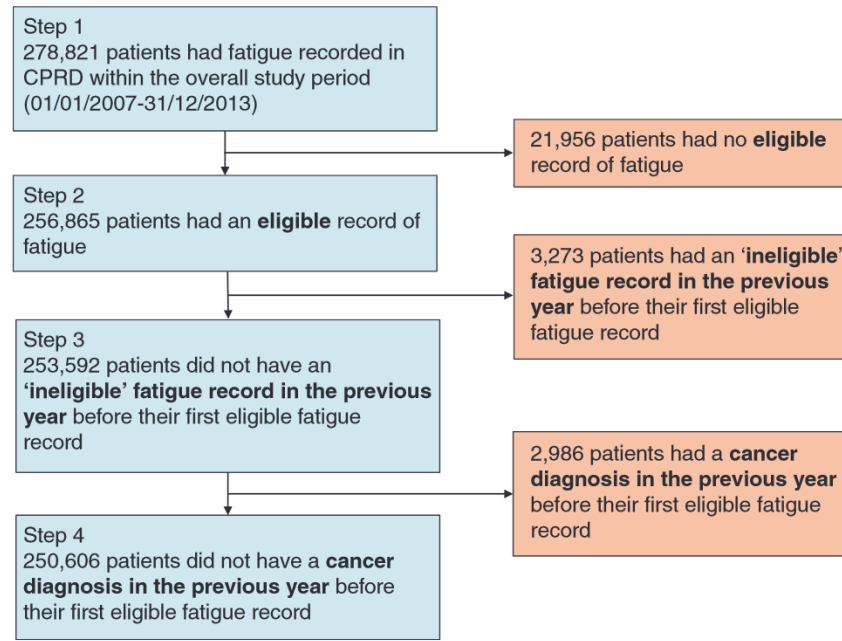 Step 1
278,821 patients had fatigue recorded in
CPRD within the overall study period
(01/01/2007-31/12/2013)
21,956 patients had no eligible
record of fatigue
Step 2
256,865 patients had an eligible record of
fatigue
3,273 patients had an ‘ineligible’
fatigue record in the previous
year before their first eligible
fatigue record
Step 3
253,592 patients did not have an
‘ineligible’ fatigue record in the previous
year before their first eligible fatigue
record
2,986 patients had a cancer
diagnosis in the previous year
before their first eligible fatigue
record
Step 4
250,606 patients did not have a cancer
diagnosis in the previous year before
their first eligible fatigue record